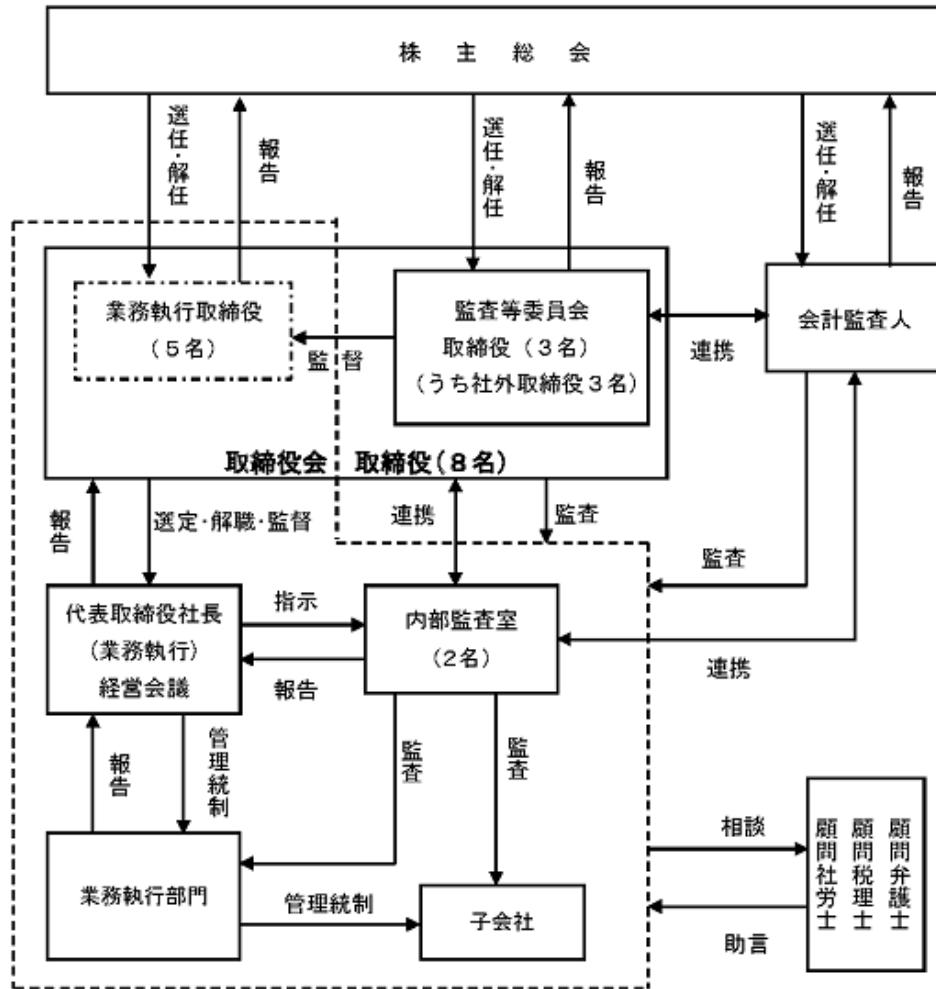 株主総会
選任・解任
報告
選任・解任
報告
選任・解任
報告
業務執行取締役
(5名)
監督
監査等委員会
取締役(3名)
(うち社外取締役3名)
連携
会計監査人
取締役会 取締役(8名)
報告
選定・解職・監督
連携
監査
監査
代表取締役社長
(業務執行)
経営会議
指示
報告
内部監査室
(2名)
連携
報告
管理統制
監査
監査
業務執行部門
管理統制
子会社
相談
助言
顧問弁護士
顧問税理士
顧問社労士